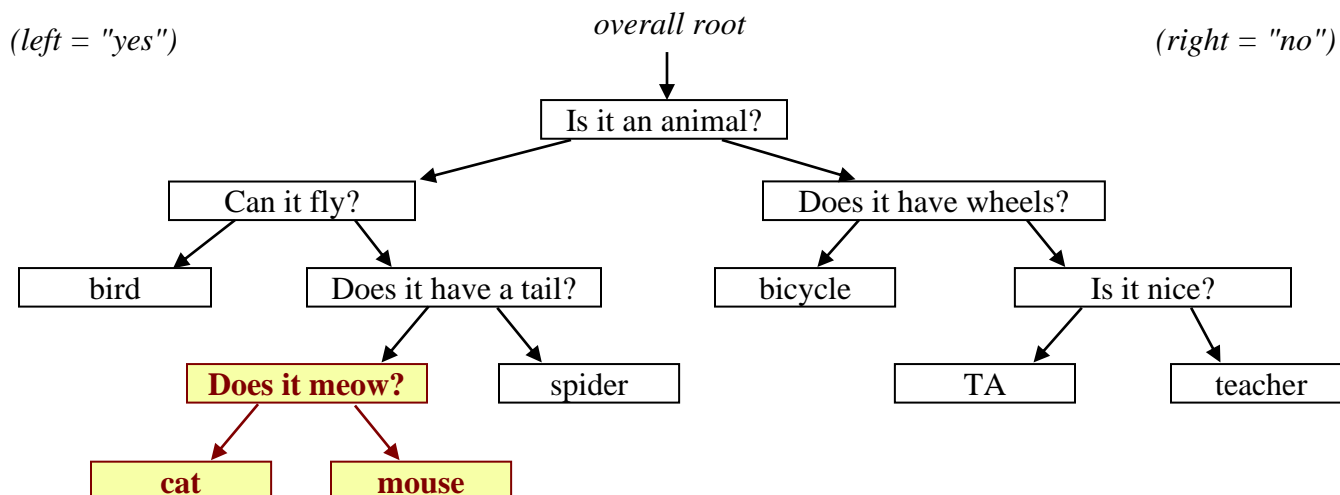 (left = "yes")
overall root
(right = "no")
Is it an animal?
Can it fly?
Does it have wheels?
bird
Does it have a tail?
bicycle
Is it nice?
Does it meow?
spider
TA
teacher
cat
mouse